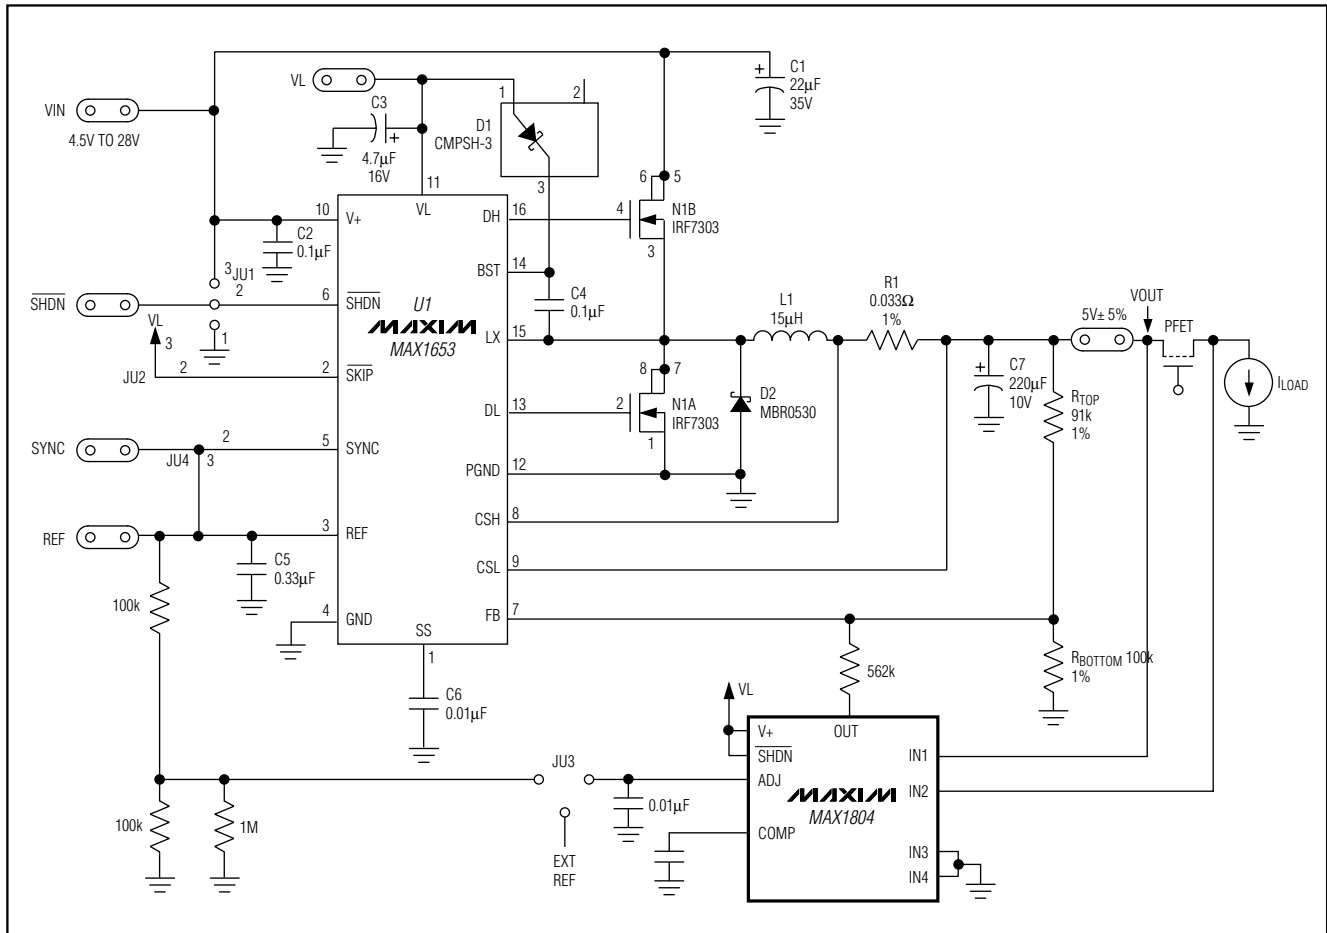 VIN
4.5V TO 28V
VL
C3
4.7µF
16V
11
1
2
D1
CMPSH-3
3
C1
22µF
35V
6
5
4
N1B
IRF7303
3
10
V+
VL
DH
16
C2
0.1µF
BST
14
C4
0.1µF
3
JU1
2
1
SHDN
6
SHDN
U1
MAXIM
MAX1653
LX
15
VL
3
JU2
2
2
SKIP
8
7
DL
13
2
N1A
IRF7303
1
D2
MBR0530
L1
15µH
R1
0.033Ω
1%
C7
220µF
10V
5V± 5%
VOUT
PFET
ILOAD
RTOP
91k
1%
SYNC
2
JU4
3
5
SYNC
PGND
12
CSH
8
REF
3
REF
C5
0.33µF
CSL
9
100k
4
GND
FB
7
SS
1
C6
0.01µF
562k
RBOTTOM 100k
1%
VL
V+
SHDN
ADJ
COMP
OUT
MAXIM
MAX1804
IN1
IN2
IN3
IN4
JU3
0.01µF
100k
1M
EXT
REF